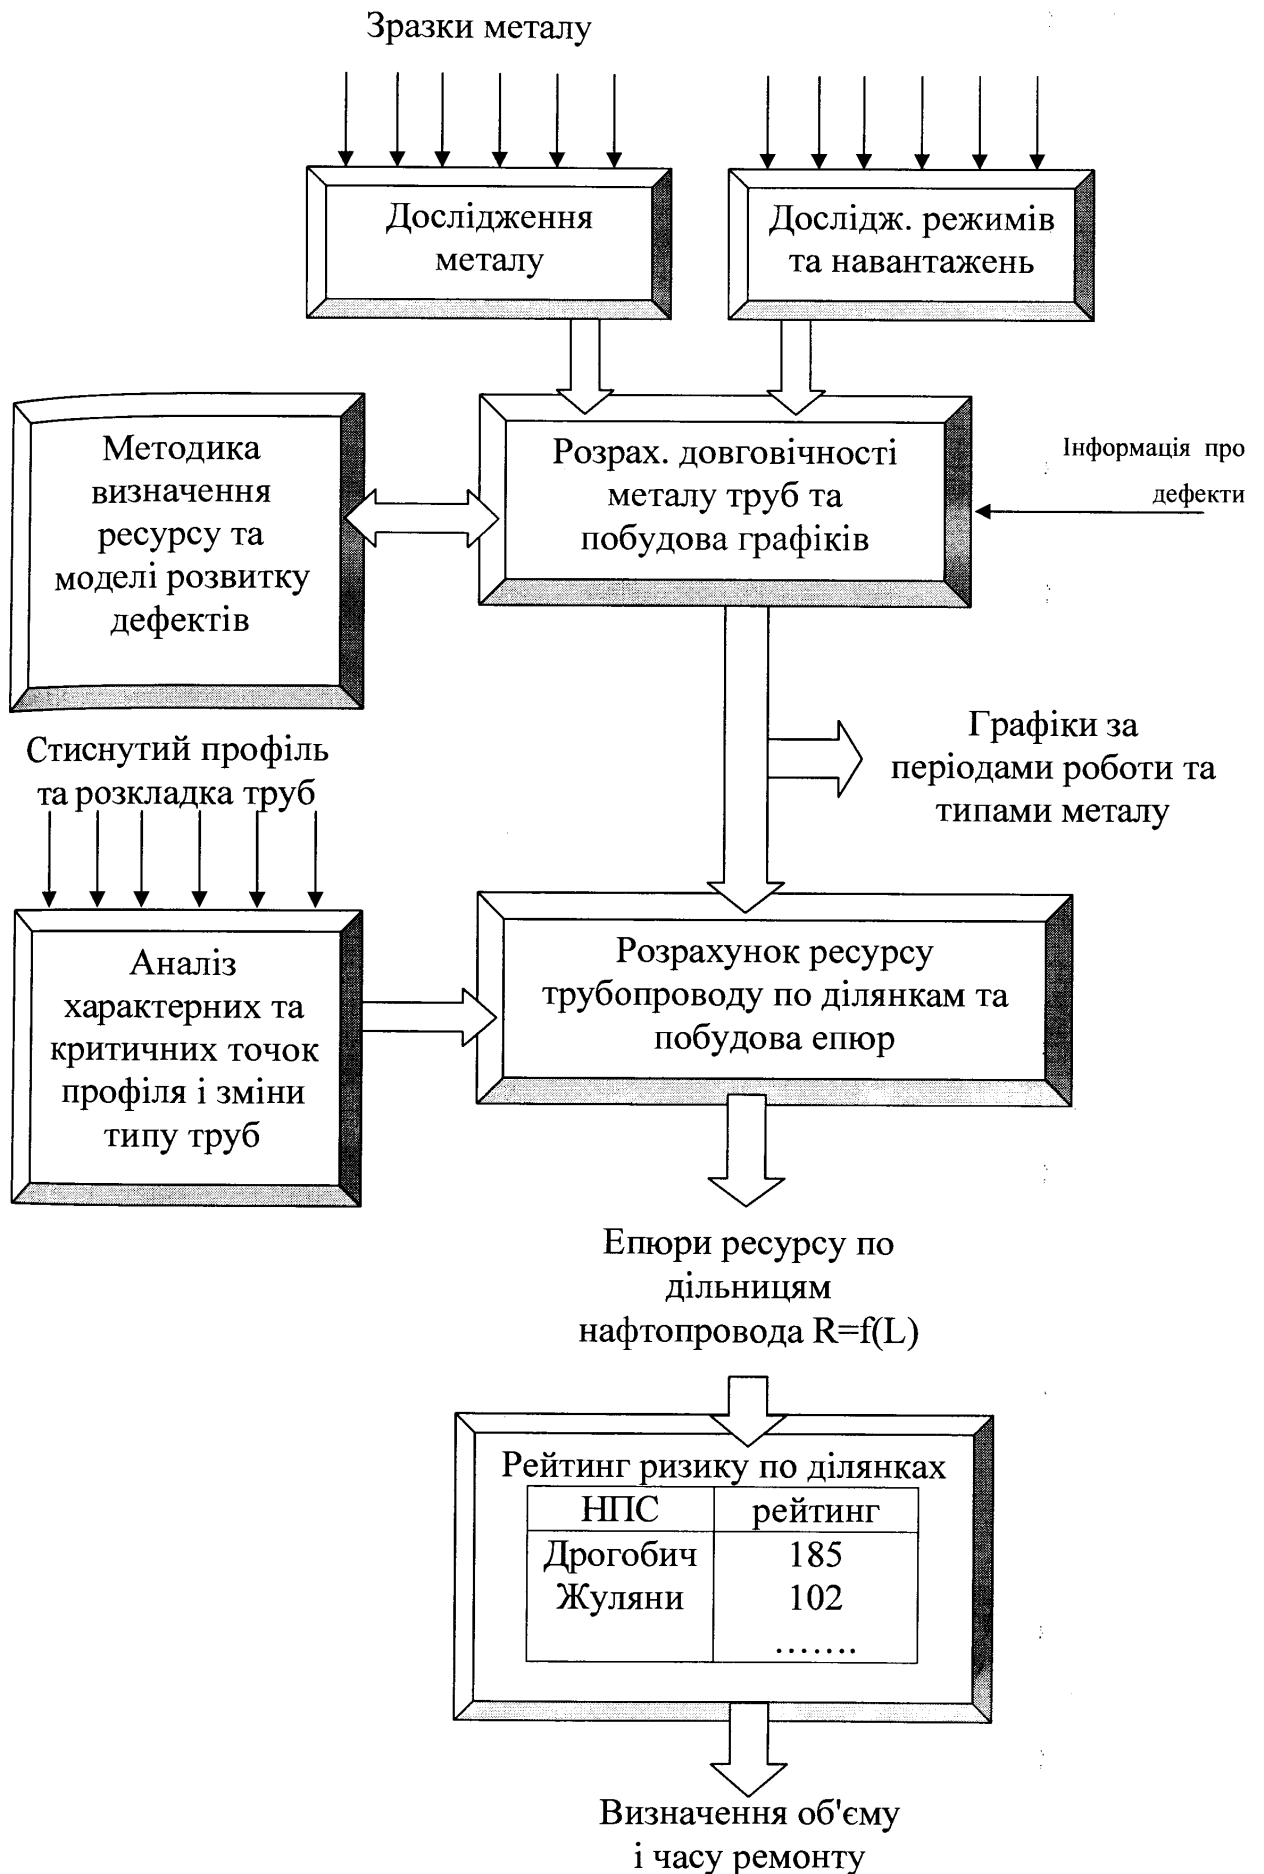 Зразки металу
Дослідження
металу
Дослідж. режимів
та навантажень
Методика
визначення
ресурсу та
моделі розвитку
дефектів
Розрах. довговічності
металу труб та
побудова графіків
Інформація про
дефекти
Графіки за
періодами роботи та
типами металу
Стиснутий профіль
та розкладка труб
Аналіз
характерних та
критичних точок
профіля і зміни
типу труб
Розрахунок ресурсу
трубопроводу по ділянкам та
побудова епюр
Епюри ресурсу по
дільницям
нафтопровода R=f(L)
Рейтинг ризику по ділянках
НПС рейтинг
Дрогобич 185
Жуляни 102
.......
Визначення об'єму
і часу ремонту